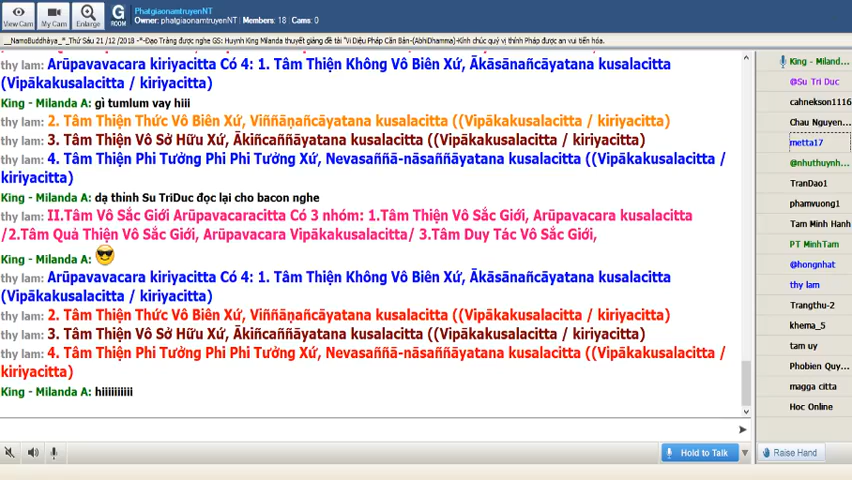 PhatgiaonamtruyenNT
Owner: phatgiaonamtruyenNT | Members: 18 | Cams: 0
View Cam
My Cam
Enlarge
G
ROOM
__NamoBuddhàya_*_Thứ Sáu 21 /12 /2018 -*-Đạo Tràng được nghe GS: Huynh King Milanda thuyết giảng đề tài "Vi Diệu Pháp Căn Bản-(AbhiDhamma)-Kính chúc quý vị thính Pháp được an vui tiến hóa.
thy lam: Arūpavavacara kiriyacitta Có 4: 1. Tâm Thiện Không Vô Biên Xứ, Ākāsānañcāyatana kusalacitta
(Vipākakusalacitta / kiriyacitta)
King - Milanda A: gì tumlum vay hiii
2. Tâm Thiện Thức Vô Biên Xứ, Viññāṇañcāyatana kusalacitta ((Vipākakusalacitta / kiriyacitta)
3. Tâm Thiện Vô Sở Hữu Xứ, Ākiñcaññāyatana kusalacitta ((Vipākakusalacitta / kiriyacitta)
4. Tâm Thiện Phi Tưởng Phi Phi Tưởng Xứ, Nevasaññā-nāsaññāyatana kusalacitta ((Vipākakusalacitta /
kiriyacitta)
King - Milanda A: dạ thinh Su TriDuc đọc lại cho bacon nghe
thy lam: II.Tâm Vô Sắc Giới Arūpavacaracitta Có 3 nhóm: 1.Tâm Thiện Vô Sắc Giới, Arūpavacara kusalacitta
/2.Tâm Quả Thiện Vô Sắc Giới, Arūpavacara Vipākakusalacitta/ 3.Tâm Duy Tác Vô Sắc Giới,
King - Milanda A:
thy lam: Arūpavavacara kiriyacitta Có 4: 1. Tâm Thiện Không Vô Biên Xứ, Ākāsānañcāyatana kusalacitta
(Vipākakusalacitta / kiriyacitta)
thy lam: 2. Tâm Thiện Thức Vô Biên Xứ, Viññāṇañcāyatana kusalacitta ((Vipākakusalacitta / kiriyacitta)
thy lam: 3. Tâm Thiện Vô Sở Hữu Xứ, Ākiñcaññāyatana kusalacitta ((Vipākakusalacitta / kiriyacitta)
thy lam: 4. Tâm Thiện Phi Tưởng Phi Phi Tưởng Xứ, Nevasaññā-nāsaññāyatana kusalacitta ((Vipākakusalacitta /
kiriyacitta)
King - Milanda A: hiiiiiiiiiii
King - Miland...
@Su Tri Duc
cahnekson1116
Chau Nguyen...
metta17
@nhuthuynh...
TranDao1
phamvuong1
Tam Minh Hanh
PT MinhTam
@hongnhat
thy lam
Trangthu-2
khema_5
tam uy
Phobien Quy...
magga citta
Hoc Online
Hold to Talk
Raise Hand